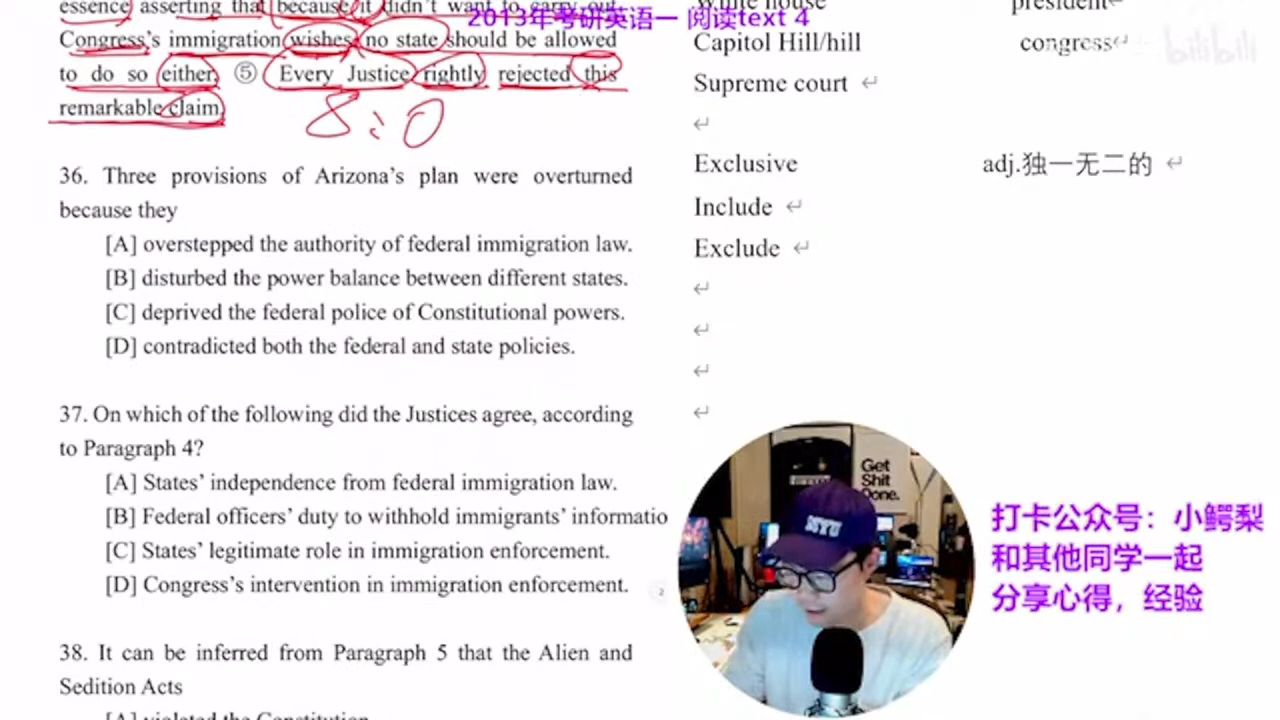 essence asserting that because it didn't want to carry out
Congress's immigration wishes, no state should be allowed
to do so either. ⑤ Every Justice rightly rejected this
remarkable claim.
8:0
2013年考研英语一 阅读text 4
36. Three provisions of Arizona's plan were overturned
because they
[A] overstepped the authority of federal immigration law.
[B] disturbed the power balance between different states.
[C] deprived the federal police of Constitutional powers.
[D] contradicted both the federal and state policies.
37. On which of the following did the Justices agree, according
to Paragraph 4?
[A] States' independence from federal immigration law.
[B] Federal officers' duty to withhold immigrants' informatio
[C] States' legitimate role in immigration enforcement.
[D] Congress's intervention in immigration enforcement.
2
38. It can be inferred from Paragraph 5 that the Alien and
Sedition Acts
[A] violated the Constitution.
White house president
Capitol Hill/hill congress
Supreme court
Exclusive adj.独一无二的
Include
Exclude
bilibili
Get
Shit
Done.
NYU
打卡公众号：小鳄梨
和其他同学一起
分享心得，经验